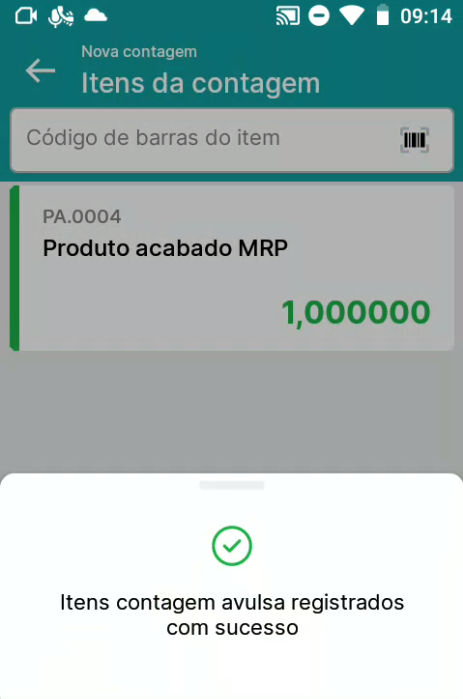 09:14
Nova contagem
Itens da contagem
Código de barras do item
PA.0004
Produto acabado MRP
1,000000
Itens contagem avulsa registrados
com sucesso